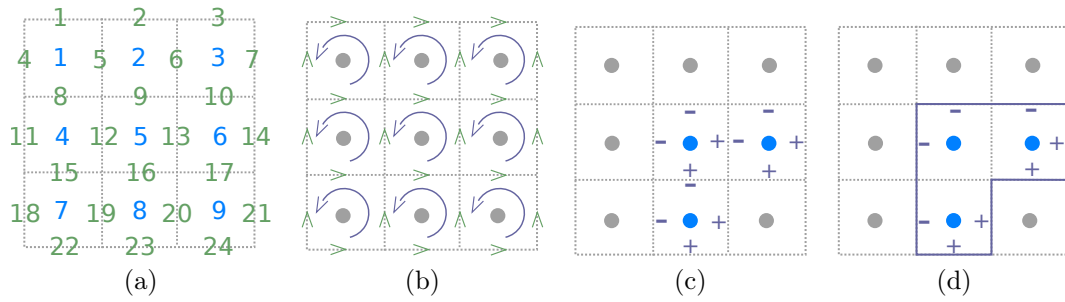 1 2 3
4 1 5 2 6 3 7
8 9 10
11 4 12 5 13 6 14
15 16 17
18 7 19 8 20 9 21
22 23 24
(a)
(b)
- 
- + - +
+ +
-
- +
+
(c)
- -
- +
+
- +
+
(d)